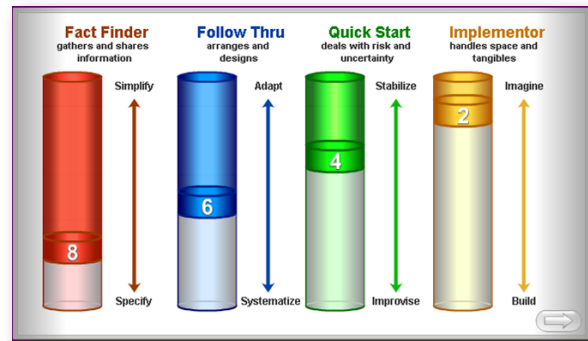 Fact Finder
gathers and shares
information
Follow Thru
arranges and
designs
Quick Start
deals with risk and
uncertainty
Implementor
handles space and
tangibles
Simplify
Adapt
Stabilize
Imagine
8
6
4
2
Specify
Systematize
Improvise
Build